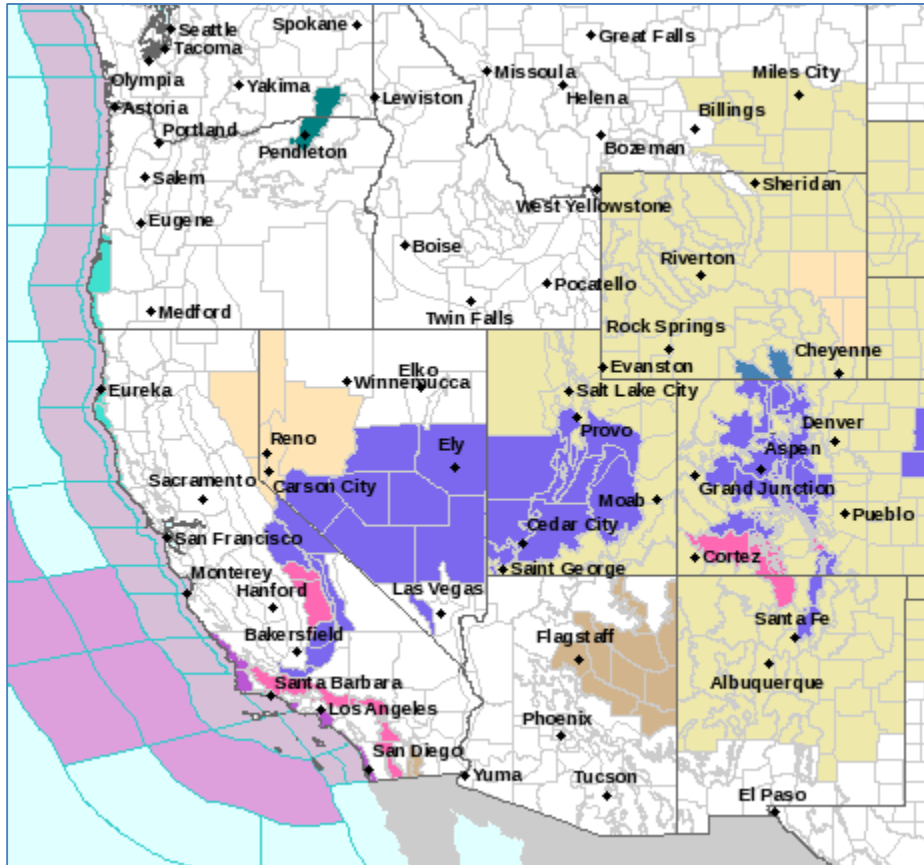 Spokane
Seattle
Great Falls
Tacoma
Miles City
Olympia
Missoula
Yakima
Helena
Lewiston
Billings
Astoria
Portland
Pendleton
Bozeman
Salem
Sheridan
West Yellowstone
Eugene
Boise
Riverton
Pocatello
Medford
Twin Falls
Rock Springs
Cheyenne
Elko
Evanston
Winnemucca
Eureka
Salt Lake City
Denver
Provo
Reno
Ely
Aspen
Sacramento
Carson City
Grand Junction
Moab
Pueblo
Cedar City
San Francisco
Cortez
Saint George
Monterey
Las Vegas
Hanford
Santa Fe
Bakersfield
Flagstaff
Albuquerque
Santa Barbara
Los Angeles
Phoenix
San Diego
Yuma
Tucson
El Paso